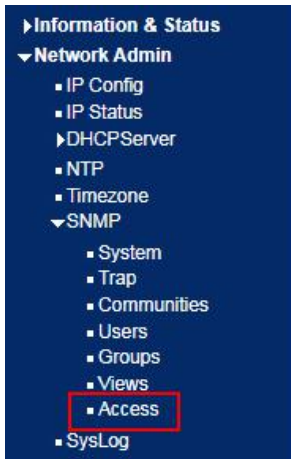 Information & Status
Network Admin
IP Config
IP Status
DHCPServer
NTP
Timezone
SNMP
System
Trap
Communities
Users
Groups
Views
Access
SysLog